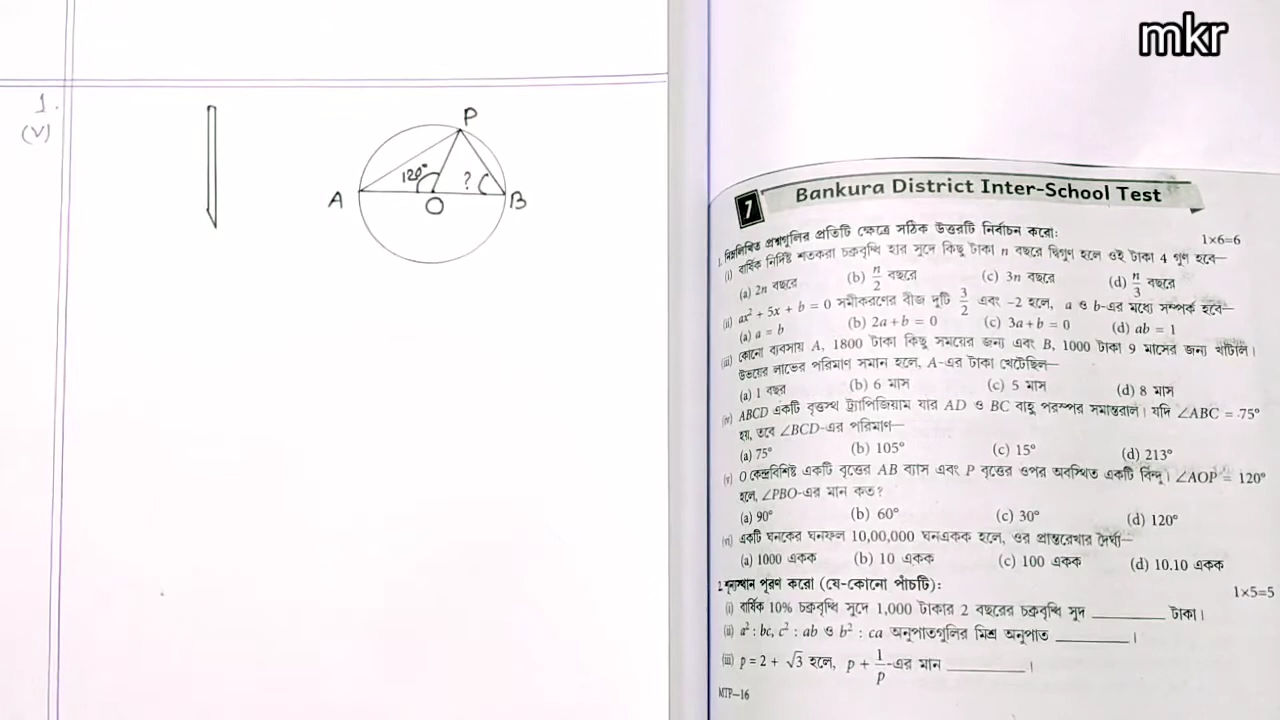 mkr
1.
(V)
P
120°
?
A
O
B
7
Bankura District Inter-School Test
1. নিম্নলিখিত প্রশ্নগুলির প্রতিটি ক্ষেত্রে সঠিক উত্তরটি নির্বাচন করো:
1×6=6
(i) বার্ষিক নির্দিষ্ট শতকরা চক্রবৃদ্ধি হার সুদে কিছু টাকা n বছরে দ্বিগুণ হলে ওই টাকা 4 গুণ হবে—
(a) 2n বছরে (b) n/2 বছরে (c) 3n বছরে (d) n/3 বছরে
(ii) ax² + 5x + b = 0 সমীকরণের বীজ দুটি 3/2 এবং -2 হলে, a ও b-এর মধ্যে সম্পর্ক হবে—
(a) a = b (b) 2a + b = 0 (c) 3a + b = 0 (d) ab = 1
(iii) কোনো ব্যবসায় A, 1800 টাকা কিছু সময়ের জন্য এবং B, 1000 টাকা 9 মাসের জন্য খাটাল।
উভয়ের লাভের পরিমাণ সমান হলে, A-এর টাকা খেটেছিল—
(a) 1 বছর (b) 6 মাস (c) 5 মাস (d) 8 মাস
(iv) ABCD একটি বৃত্তস্থ ট্র্যাপিজিয়াম যার AD ও BC বাহু পরস্পর সমান্তরাল। যদি ∠ABC = 75°
হয়, তবে ∠BCD-এর পরিমাণ—
(a) 75° (b) 105° (c) 15° (d) 213°
(v) O কেন্দ্রবিশিষ্ট একটি বৃত্তের AB ব্যাস এবং P বৃত্তের ওপর অবস্থিত একটি বিন্দু। ∠AOP = 120°
হলে, ∠PBO-এর মান কত?
(a) 90° (b) 60° (c) 30° (d) 120°
(vi) একটি ঘনকের ঘনফল 10,00,000 ঘনএকক হলে, ওর প্রান্তরেখার দৈর্ঘ্য—
(a) 1000 একক (b) 10 একক (c) 100 একক (d) 10.10 একক
2. শূন্যস্থান পূরণ করো (যে-কোনো পাঁচটি):
1×5=5
(i) বার্ষিক 10% চক্রবৃদ্ধি সুদে 1,000 টাকার 2 বছরের চক্রবৃদ্ধি সুদ ________ টাকা।
(ii) a² : bc, c² : ab ও b² : ca অনুপাতগুলির মিশ্র অনুপাত ________।
(iii) p = 2 + √3 হলে, p + 1/p-এর মান ________।
MTP–16